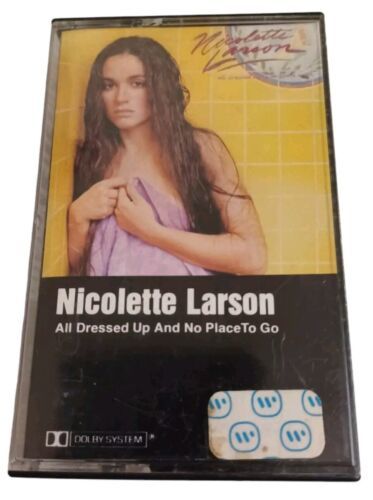 Nicolette
Larson
Nicolette Larson
All Dressed Up And No PlaceTo Go
DOLBY SYSTEM